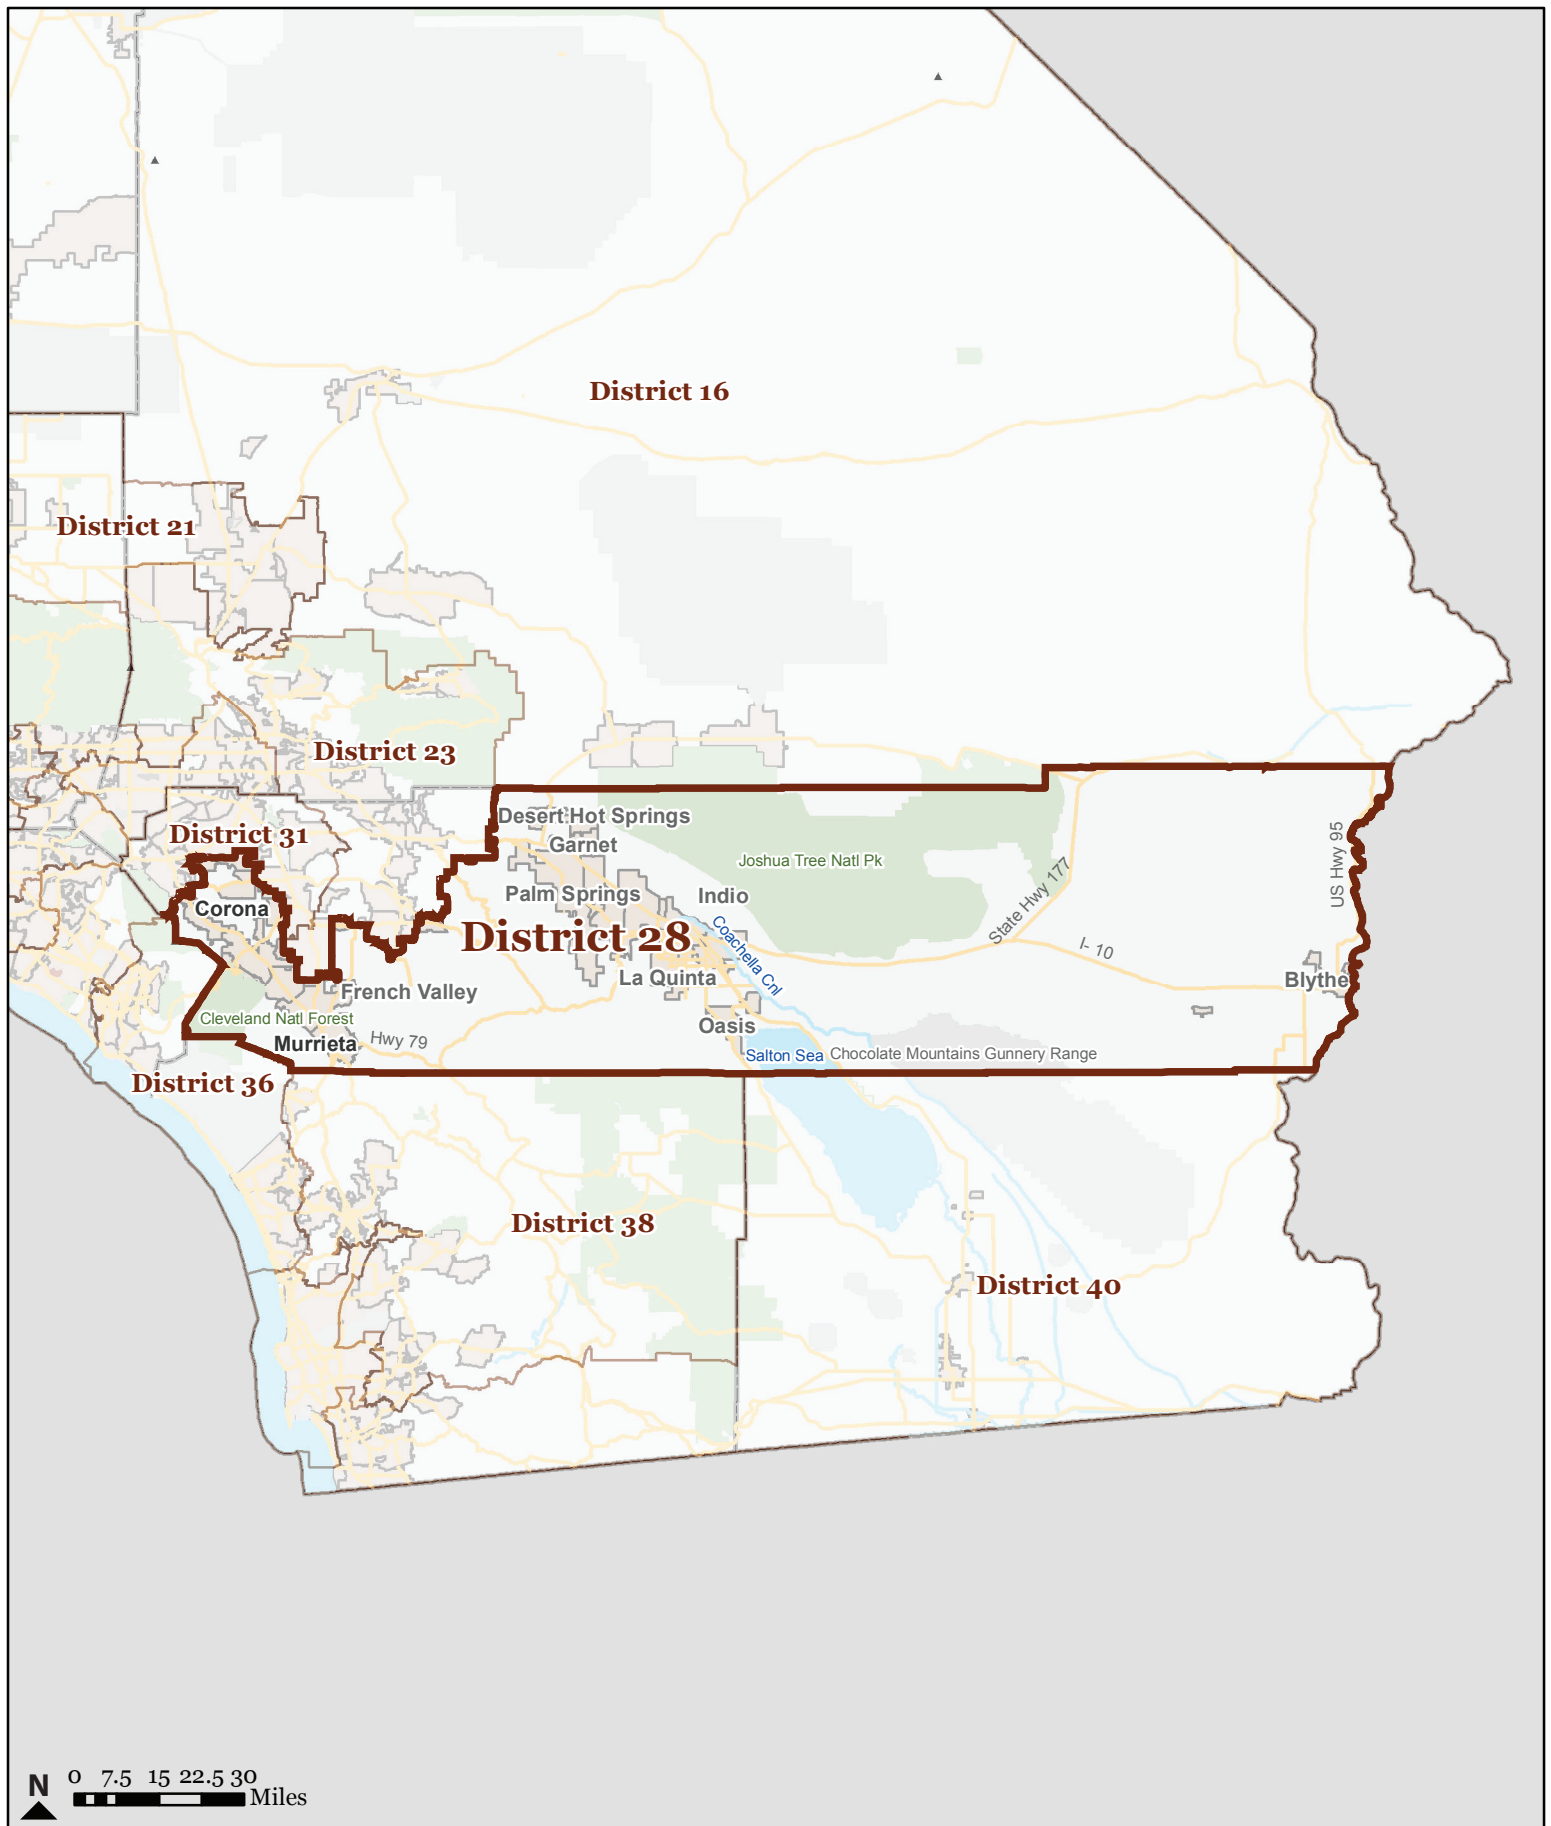 District 16
District 21
District 23
Desert Hot Springs
District 31
Garnet
Joshua Tree Natl Pk
US Hwy 95
Palm Springs
Indio
State Hwy 177
Corona
District 28
Coachella Cnl
I- 10
La Quinta
Blythe
French Valley
Cleveland Natl Forest
Oasis
Murrieta
Hwy 79
Salton Sea
Chocolate Mountains Gunnery Range
District 36
District 38
District 40
N
0 7.5 15 22.5 30
Miles